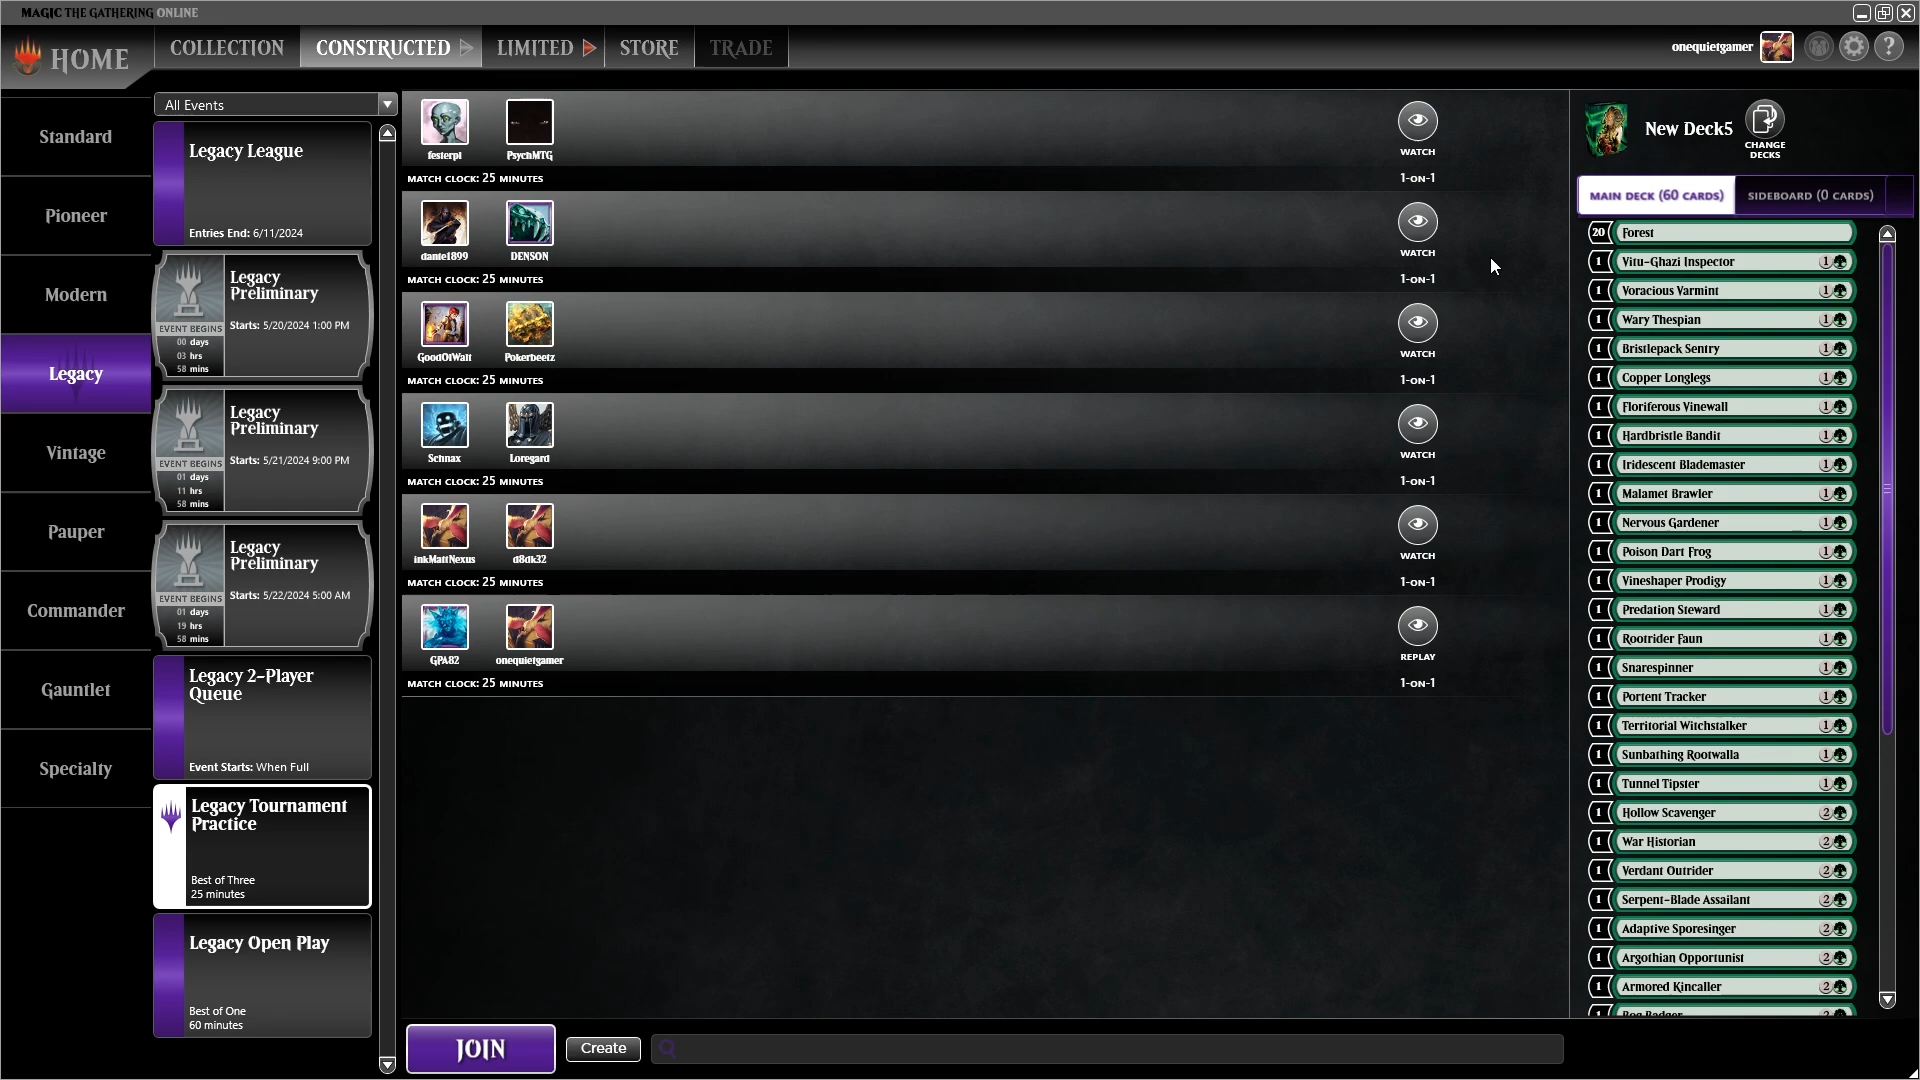 MAGIC THE GATHERING ONLINE
HOME
COLLECTION
CONSTRUCTED
LIMITED
STORE
TRADE
onequietgamer
?
Standard
Pioneer
Modern
Legacy
Vintage
Pauper
Commander
Gauntlet
Specialty
All Events
Legacy League
Entries End: 6/11/2024
Legacy
Preliminary
Starts: 5/20/2024 1:00 PM
EVENT BEGINS
00 days
03 hrs
58 mins
Legacy
Preliminary
Starts: 5/21/2024 9:00 PM
EVENT BEGINS
01 days
11 hrs
58 mins
Legacy
Preliminary
Starts: 5/22/2024 5:00 AM
EVENT BEGINS
01 days
19 hrs
58 mins
Legacy 2-Player
Queue
Event Starts: When Full
Legacy Tournament
Practice
Best of Three
25 minutes
Legacy Open Play
Best of One
60 minutes
festerpl PsychMTG WATCH
MATCH CLOCK: 25 MINUTES 1-ON-1
dante1899 DENSON WATCH
MATCH CLOCK: 25 MINUTES 1-ON-1
GoodOlWalt Pokerbeetz WATCH
MATCH CLOCK: 25 MINUTES 1-ON-1
Schnax Loregard WATCH
MATCH CLOCK: 25 MINUTES 1-ON-1
inkMattNexus d8dk32 WATCH
MATCH CLOCK: 25 MINUTES 1-ON-1
GPA82 onequietgamer REPLAY
MATCH CLOCK: 25 MINUTES 1-ON-1
JOIN
Create
New Deck5
CHANGE
DECKS
MAIN DECK (60 CARDS)
SIDEBOARD (0 CARDS)
20 Forest
1 Vitu-Ghazi Inspector 1
1 Voracious Varmint 1
1 Wary Thespian 1
1 Bristlepack Sentry 1
1 Copper Longlegs 1
1 Floriferous Vinewall 1
1 Hardbristle Bandit 1
1 Iridescent Blademaster 1
1 Malamet Brawler 1
1 Nervous Gardener 1
1 Poison Dart Frog 1
1 Vineshaper Prodigy 1
1 Predation Steward 1
1 Rootrider Faun 1
1 Snarespinner 1
1 Portent Tracker 1
1 Territorial Witchstalker 1
1 Sunbathing Rootwalla 1
1 Tunnel Tipster 1
1 Hollow Scavenger 2
1 War Historian 2
1 Verdant Outrider 2
1 Serpent-Blade Assailant 2
1 Adaptive Sporesinger 2
1 Argothian Opportunist 2
1 Armored Kincaller 2